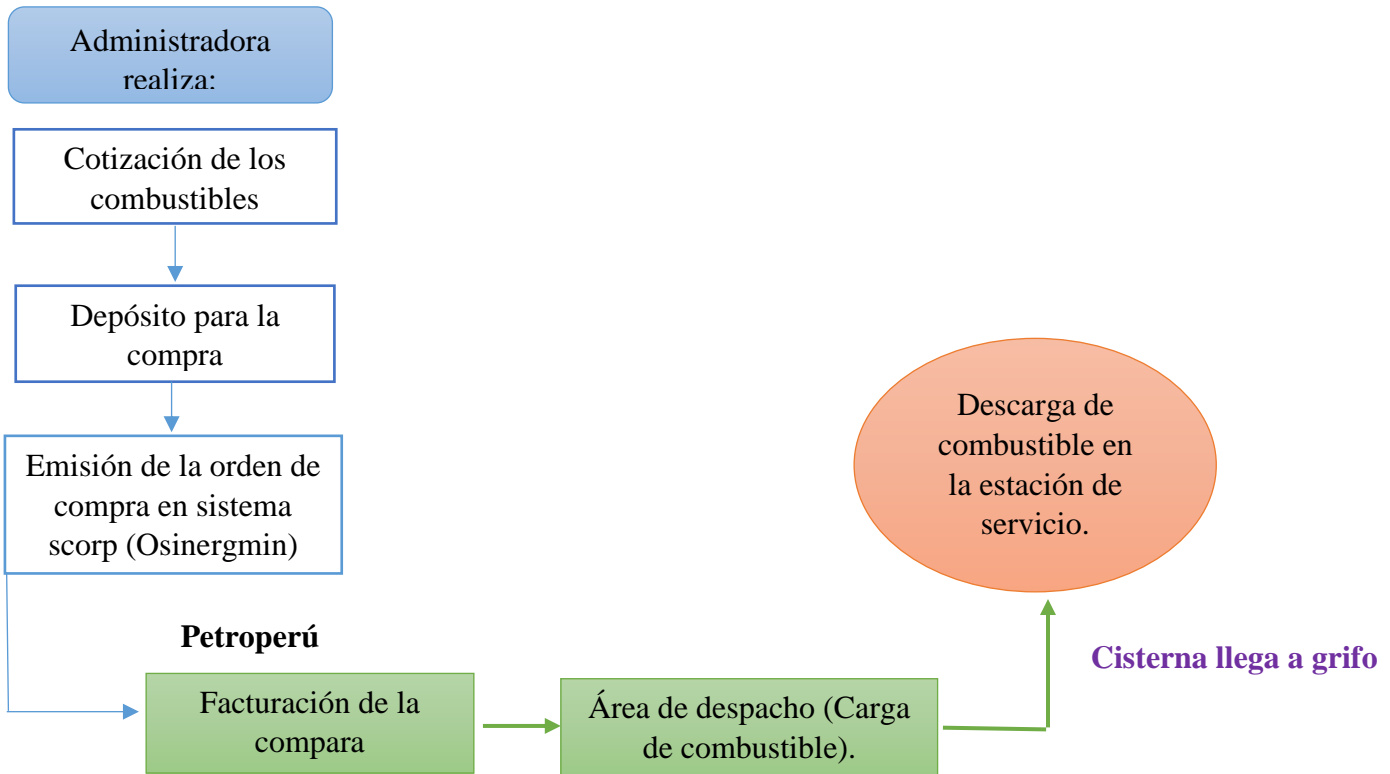 Administradora
realiza:
Cotización de los
combustibles
Depósito para la
compra
Emisión de la orden de
compra en sistema
scorp (Osinergmin)
Petroperú
Facturación de la
compara
Área de despacho (Carga
de combustible).
Descarga de
combustible en
la estación de
servicio.
Cisterna llega a grifo